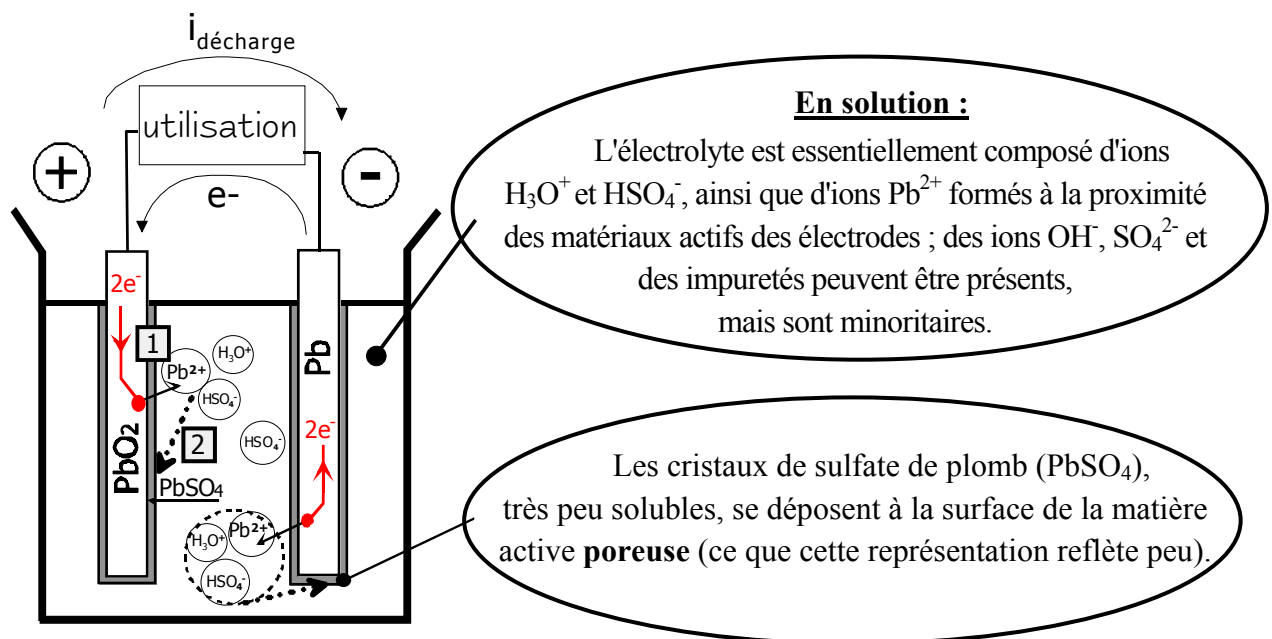 i décharge
utilisation
+
-
e-
2e-
1
Pb2+
H3O+
HSO4-
2
HSO4-
PbO2
PbSO4
Pb
2e-
H3O+
Pb2+
HSO4-
En solution :
L'électrolyte est essentiellement composé d'ions
H3O+ et HSO4-, ainsi que d'ions Pb2+ formés à la proximité
des matériaux actifs des électrodes ; des ions OH-, SO42- et
des impuretés peuvent être présents,
mais sont minoritaires.
Les cristaux de sulfate de plomb (PbSO4),
très peu solubles, se déposent à la surface de la matière
active poreuse (ce que cette représentation reflète peu).